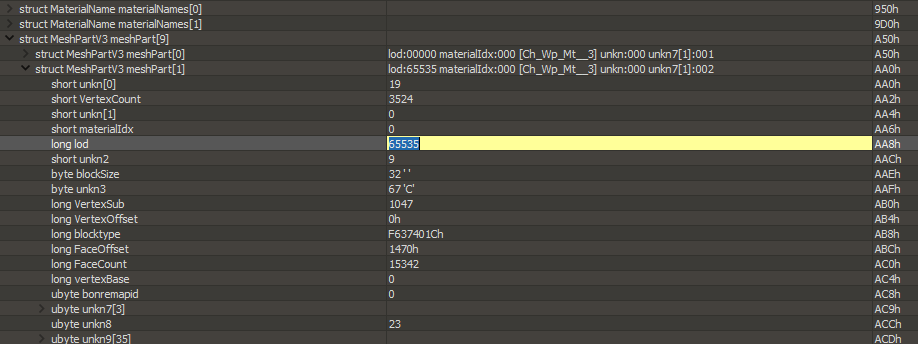 struct MaterialName materialNames[0] 950h
struct MaterialName materialNames[1] 9D0h
struct MeshPartV3 meshPart[9] A50h
struct MeshPartV3 meshPart[0] lod:00000 materialIdx:000 [Ch_Wp_Mt__3] unkn:000 unkn7[1]:001 A50h
struct MeshPartV3 meshPart[1] lod:65535 materialIdx:000 [Ch_Wp_Mt__3] unkn:000 unkn7[1]:002 AA0h
short unkn[0] 19 AA0h
short VertexCount 3524 AA2h
short unkn[1] 0 AA4h
short materialIdx 0 AA6h
long lod 65535 AA8h
short unkn2 9 AACh
byte blockSize 32 ' ' AAEh
byte unkn3 67 'C' AAFh
long VertexSub 1047 AB0h
long VertexOffset 0h AB4h
long blocktype F637401Ch AB8h
long FaceOffset 1470h ABCh
long FaceCount 15342 AC0h
long vertexBase 0 AC4h
ubyte bonremapid 0 AC8h
ubyte unkn7[3] AC9h
ubyte unkn8 23 ACCh
ubyte unkn9[35] ACDh